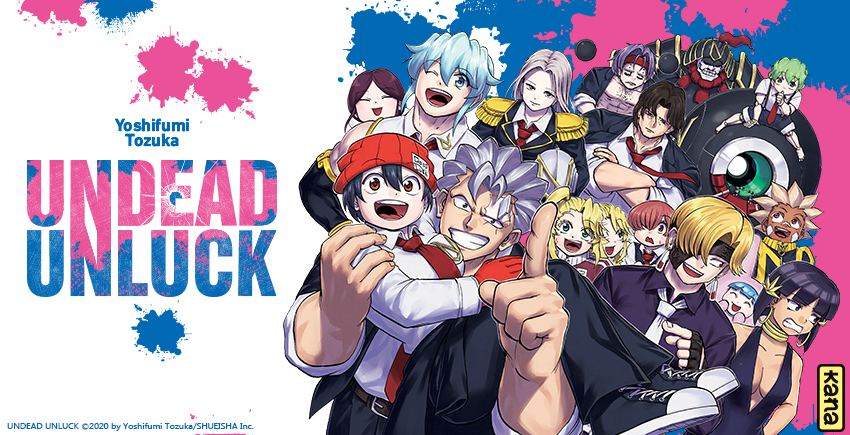 Yoshifumi
Tozuka
UNDEAD
UNLUCK
UNDEAD UNLUCK ©2020 by Yoshifumi Tozuka/SHUEISHA Inc.
kana